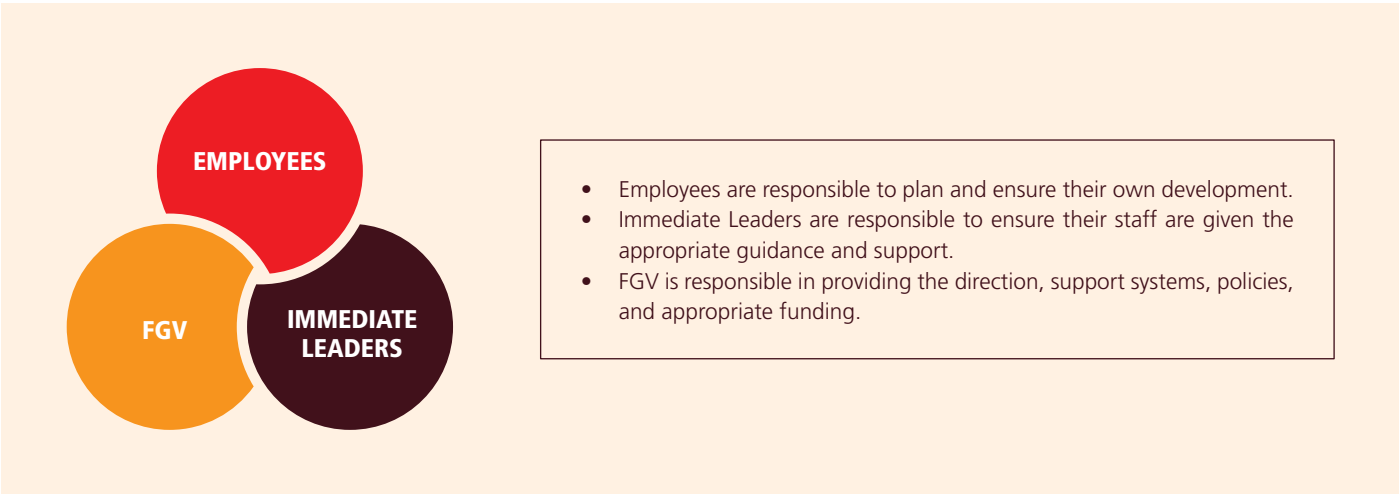 EMPLOYEES
FGV
IMMEDIATE
LEADERS
• Employees are responsible to plan and ensure their own development.
• Immediate Leaders are responsible to ensure their staff are given the
appropriate guidance and support.
• FGV is responsible in providing the direction, support systems, policies,
and appropriate funding.